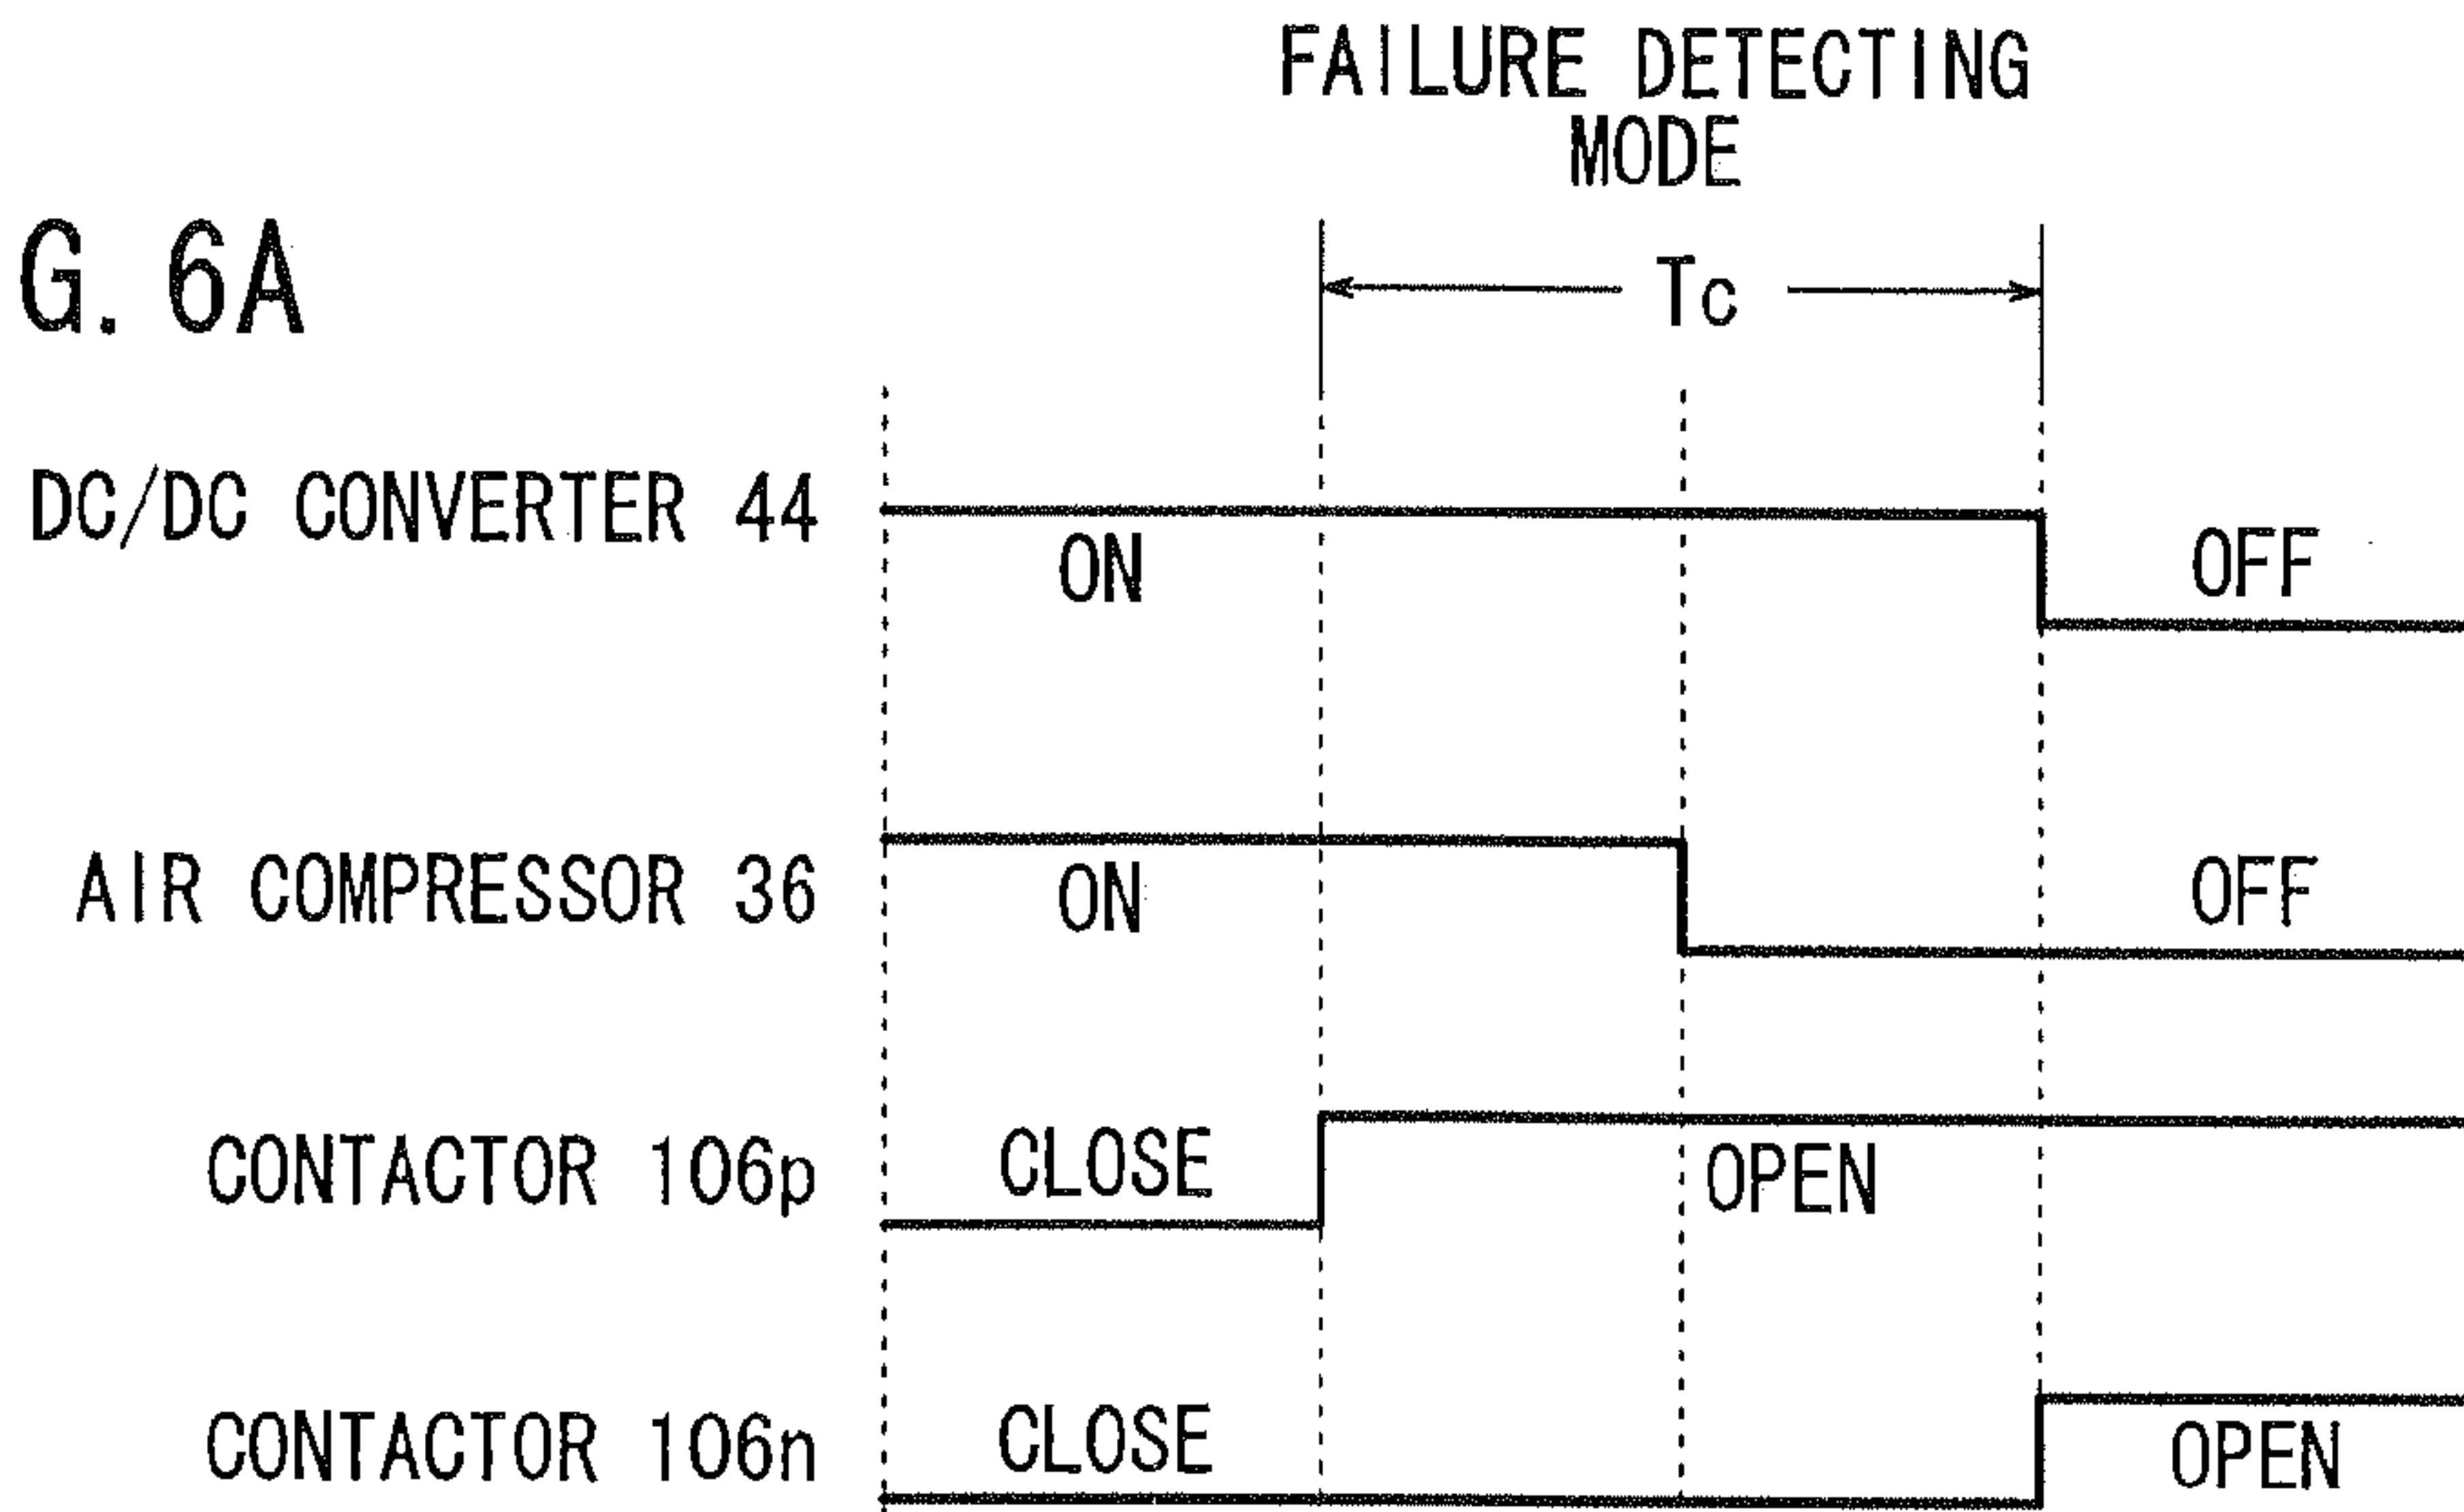 FAILURE DETECTING
MODE
G. 6A
Tc
DC/DC CONVERTER 44
ON
OFF
AIR COMPRESSOR 36
ON
OFF
CONTACTOR 106p
CLOSE
OPEN
CONTACTOR 106n
CLOSE
OPEN